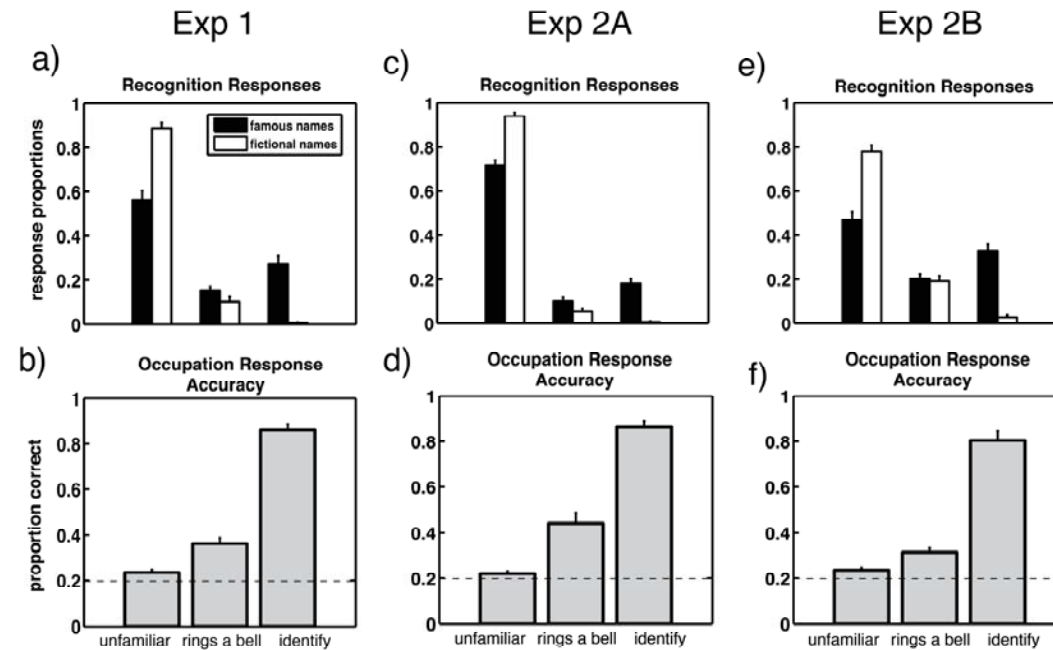 Exp 1
Exp 2A
Exp 2B
a)
Recognition Responses
response proportions
1
0.8
0.6
0.4
0.2
0
famous names
fictional names
c)
Recognition Responses
1
0.8
0.6
0.4
0.2
0
e)
Recognition Responses
1
0.8
0.6
0.4
0.2
0
b)
Occupation Response
Accuracy
proportion correct
1
0.8
0.6
0.4
0.2
0
unfamiliar rings a bell identify
d)
Occupation Response
Accuracy
1
0.8
0.6
0.4
0.2
0
unfamiliar rings a bell identify
f)
Occupation Response
Accuracy
1
0.8
0.6
0.4
0.2
0
unfamiliar rings a bell identify